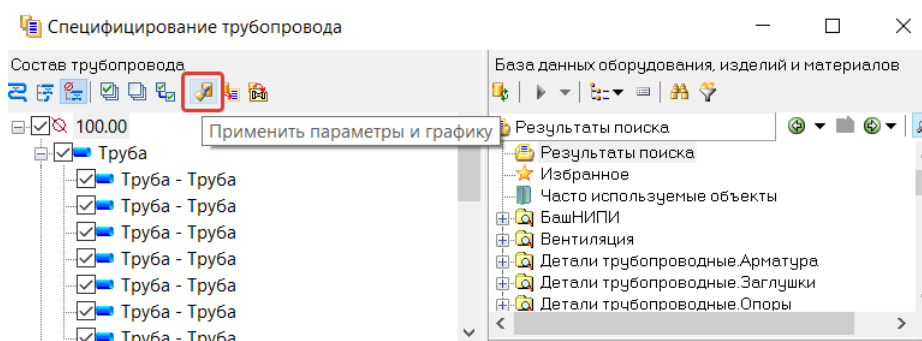 Специфицирование трубопровода
Состав трубопровода
100.00
Применить параметры и графику
Труба
Труба - Труба
Труба - Труба
Труба - Труба
Труба - Труба
Труба - Труба
Труба - Труба
Труба - Труба
База данных оборудования, изделий и материалов
Результаты поиска
Результаты поиска
Избранное
Часто используемые объекты
БашНИПИ
Вентиляция
Детали трубопроводные.Арматура
Детали трубопроводные.Заглушки
Детали трубопроводные.Опоры